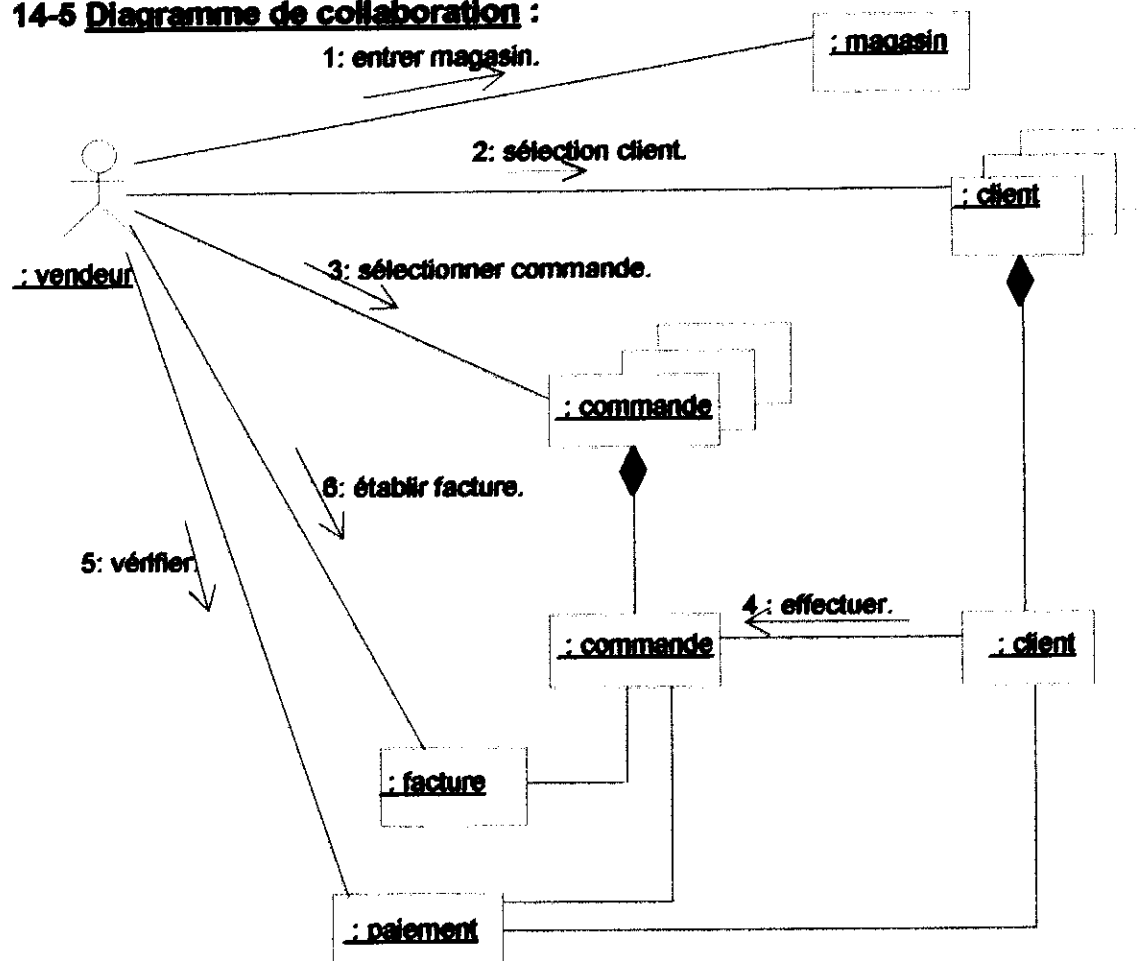 14-5 Diagramme de collaboration :
1: entrer magasin.
: magasin
2: sélection client.
: client
: vendeur
3: sélectionner commande.
: commande
6: établir facture.
5: vérifier.
4 : effectuer.
: commande
: client
: facture
: paiement